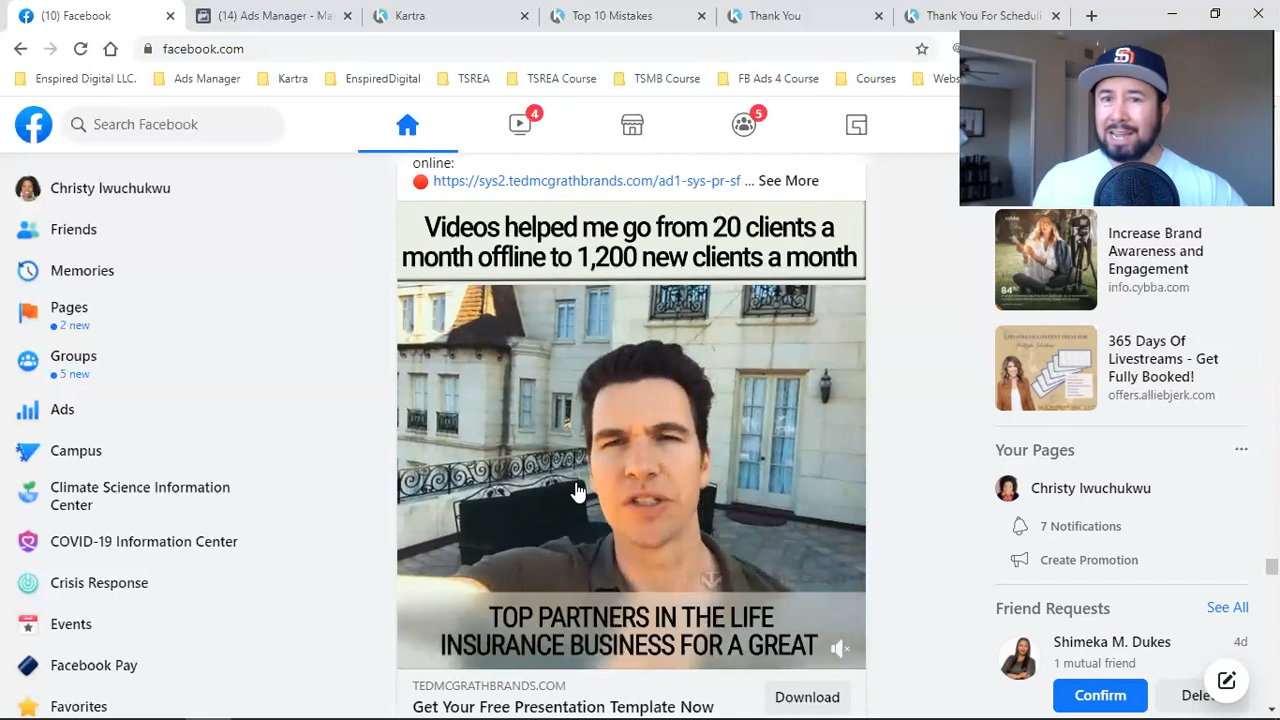 (10) Facebook
(14) Ads Manager - Ma
Kartra
Top 10 Mistakes
Thank You
Thank You For Scheduli
facebook.com
Enspired Digital LLC.
Ads Manager
Kartra
EnspiredDigital
TSREA
TSREA Course
TSMB Course
FB Ads 4 Course
Courses
Webs
Search Facebook
4
5
SD
Christy Iwuchukwu
Friends
Memories
Pages
2 new
Groups
5 new
Ads
Campus
Climate Science Information
Center
COVID-19 Information Center
Crisis Response
Events
Facebook Pay
Favorites
online:
https://sys2.tedmcgrathbrands.com/ad1-sys-pr-sf ... See More
Videos helped me go from 20 clients a
month offline to 1,200 new clients a month
TOP PARTNERS IN THE LIFE
INSURANCE BUSINESS FOR A GREAT
TEDMCGRATHBRANDS.COM
Get Your Free Presentation Template Now
Download
Increase Brand
Awareness and
Engagement
info.cybba.com
365 Days Of
Livestreams - Get
Fully Booked!
offers.alliebjerk.com
Your Pages
Christy Iwuchukwu
7 Notifications
Create Promotion
Friend Requests
See All
Shimeka M. Dukes
4d
1 mutual friend
Confirm
Dele